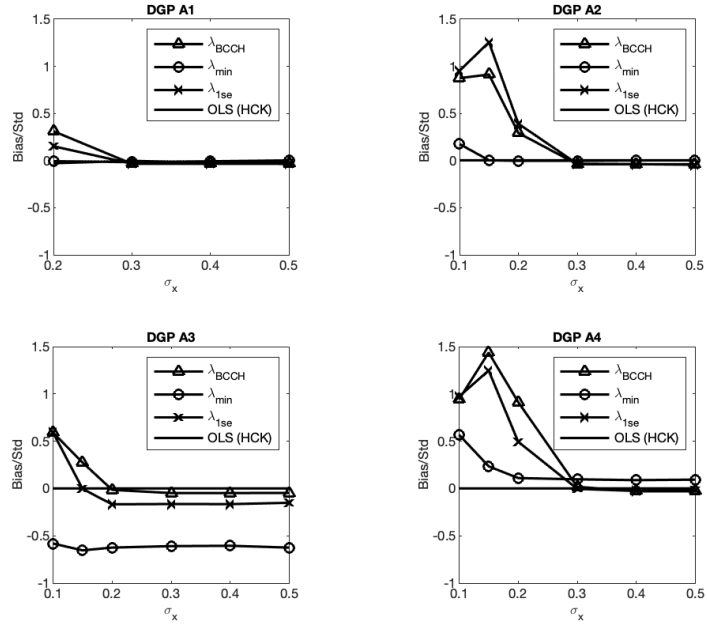 DGP A1
1.5
1
0.5
0
-0.5
-1
Bias/Std
λBCCH
λmin
λ1se
OLS (HCK)
0.2 0.3 0.4 0.5
σx
DGP A2
1.5
1
0.5
0
-0.5
-1
Bias/Std
λBCCH
λmin
λ1se
OLS (HCK)
0.1 0.2 0.3 0.4 0.5
σx
DGP A3
1.5
1
0.5
0
-0.5
-1
Bias/Std
λBCCH
λmin
λ1se
OLS (HCK)
0.1 0.2 0.3 0.4 0.5
σx
DGP A4
1.5
1
0.5
0
-0.5
-1
Bias/Std
λBCCH
λmin
λ1se
OLS (HCK)
0.1 0.2 0.3 0.4 0.5
σx